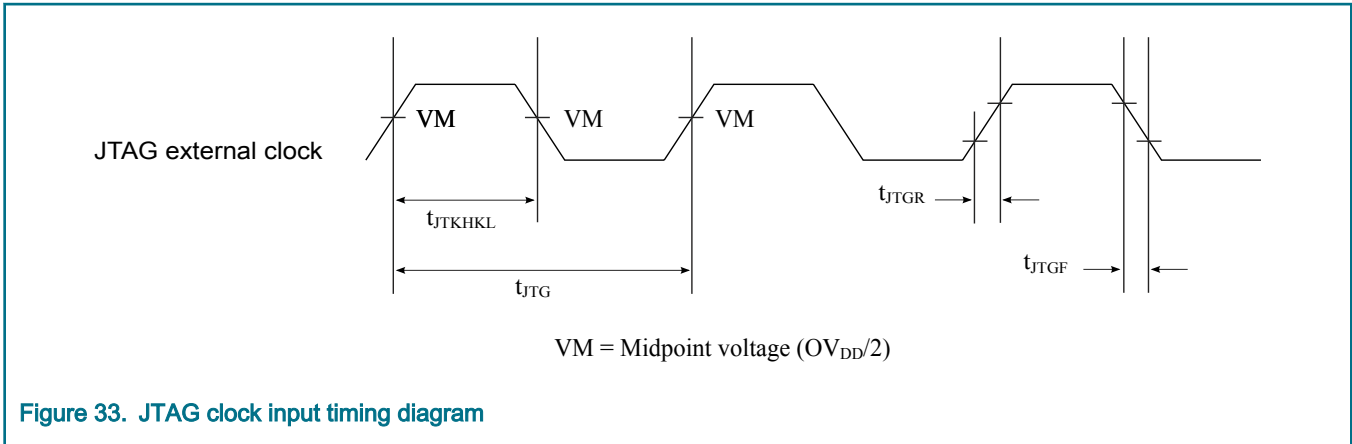 VM VM VM
JTAG external clock
tJTGR
tJTKHKL
tJTGF
tJTG
VM = Midpoint voltage (OVDD/2)
Figure 33. JTAG clock input timing diagram